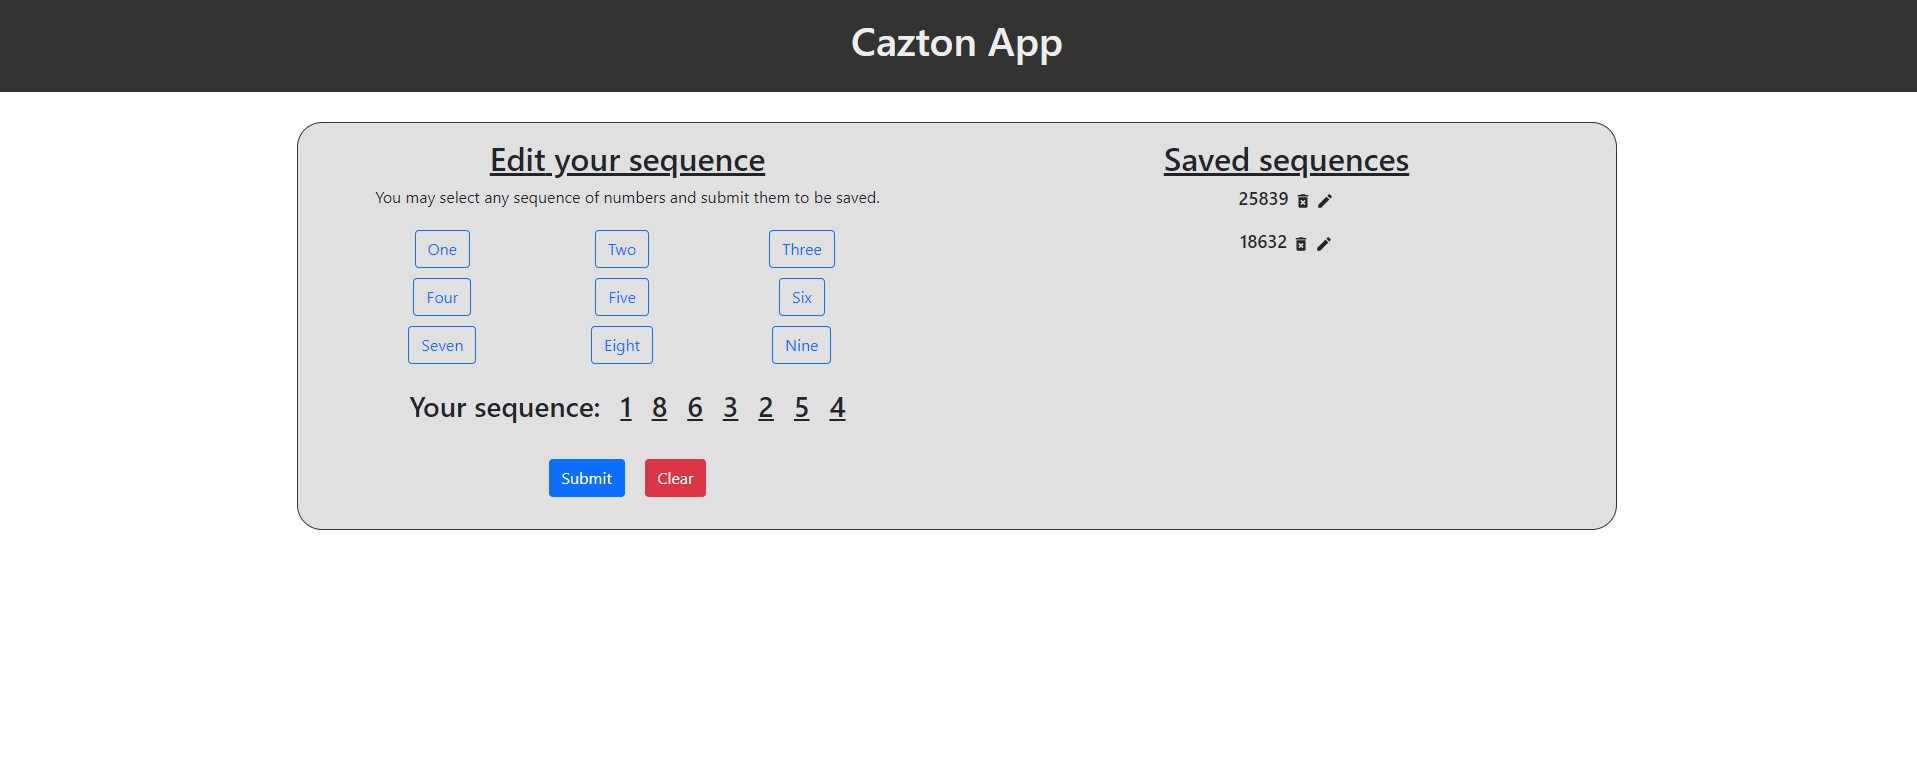 Cazton App
Edit your sequence
You may select any sequence of numbers and submit them to be saved.
One Two Three
Four Five Six
Seven Eight Nine
Your sequence: 1 8 6 3 2 5 4
Submit Clear
Saved sequences
25839
18632